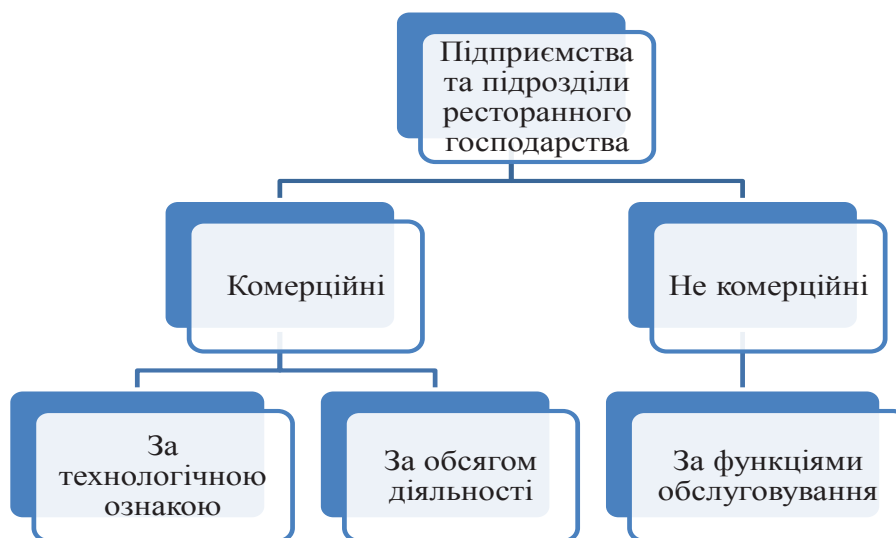 Підприємства
та підрозділи
ресторанного
господарства
Комерційні
Не комерційні
За
технологічною
ознакою
За обсягом
діяльності
За функціями
обслуговування